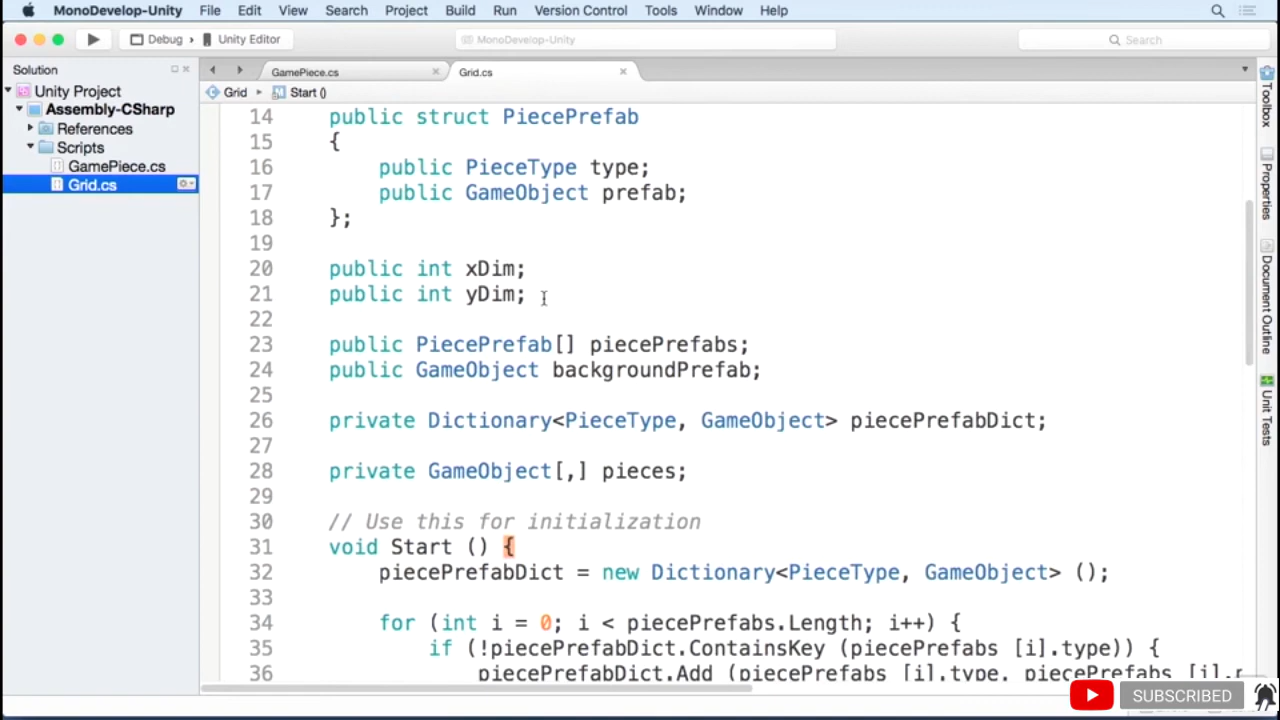 MonoDevelop-Unity File Edit View Search Project Build Run Version Control Tools Window Help
Debug › Unity Editor MonoDevelop-Unity Search
Solution
Unity Project
Assembly-CSharp
References
Scripts
GamePiece.cs
Grid.cs
GamePiece.cs Grid.cs
Grid Start ()
14 public struct PiecePrefab
15 {
16 public PieceType type;
17 public GameObject prefab;
18 };
19
20 public int xDim;
21 public int yDim;
22
23 public PiecePrefab[] piecePrefabs;
24 public GameObject backgroundPrefab;
25
26 private Dictionary<PieceType, GameObject> piecePrefabDict;
27
28 private GameObject[,] pieces;
29
30 // Use this for initialization
31 void Start () {
32 piecePrefabDict = new Dictionary<PieceType, GameObject> ();
33
34 for (int i = 0; i < piecePrefabs.Length; i++) {
35 if (!piecePrefabDict.ContainsKey (piecePrefabs [i].type)) {
36 piecePrefabDict.Add (piecePrefabs [i].type, piecePrefabs [i].p
Toolbox
Properties
Document Outline
Unit Tests
SUBSCRIBED